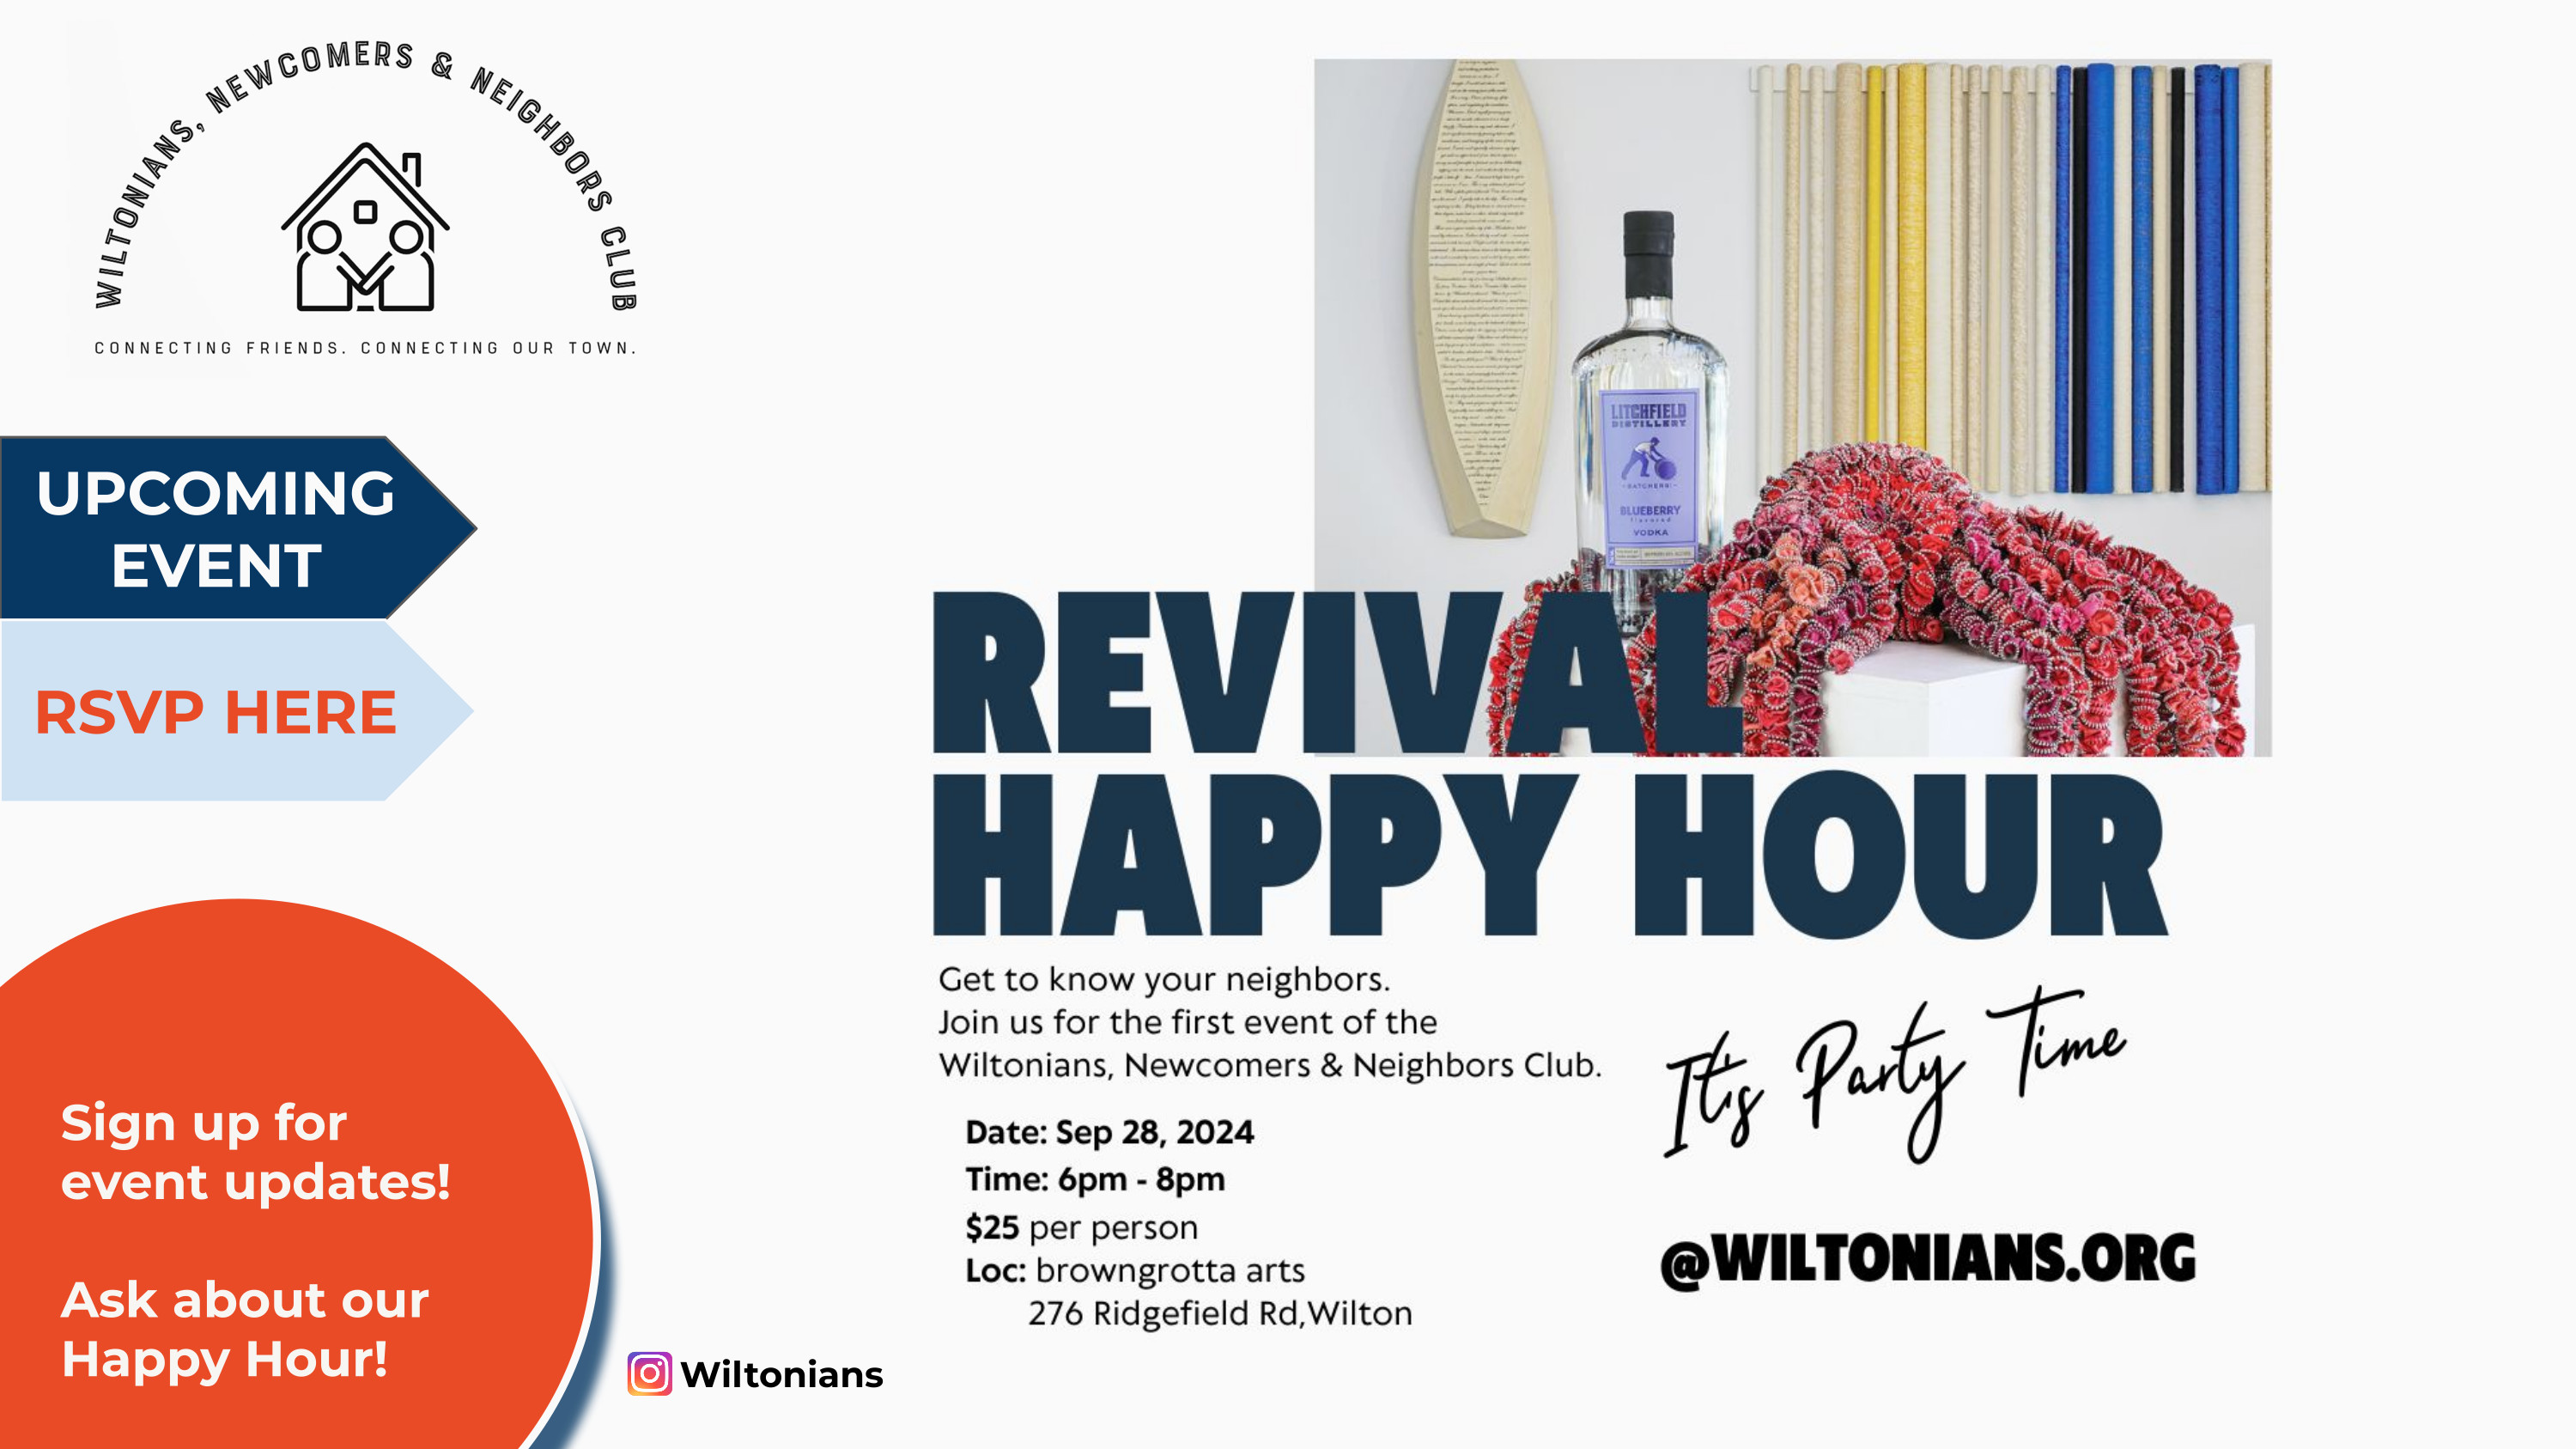 WILTONIANS, NEWCOMERS & NEIGHBORS CLUB
CONNECTING FRIENDS. CONNECTING OUR TOWN.
UPCOMING
EVENT
RSVP HERE
Sign up for
event updates!
Ask about our
Happy Hour!
Wiltonians
LITCHFIELD
DISTILLERY
BATCHERS
BLUEBERRY
flavored
VODKA
REVIVAL
HAPPY HOUR
Get to know your neighbors.
Join us for the first event of the
Wiltonians, Newcomers & Neighbors Club.
Date: Sep 28, 2024
Time: 6pm - 8pm
$25 per person
Loc: browngrotta arts
276 Ridgefield Rd,Wilton
It's Party Time
@WILTONIANS.ORG